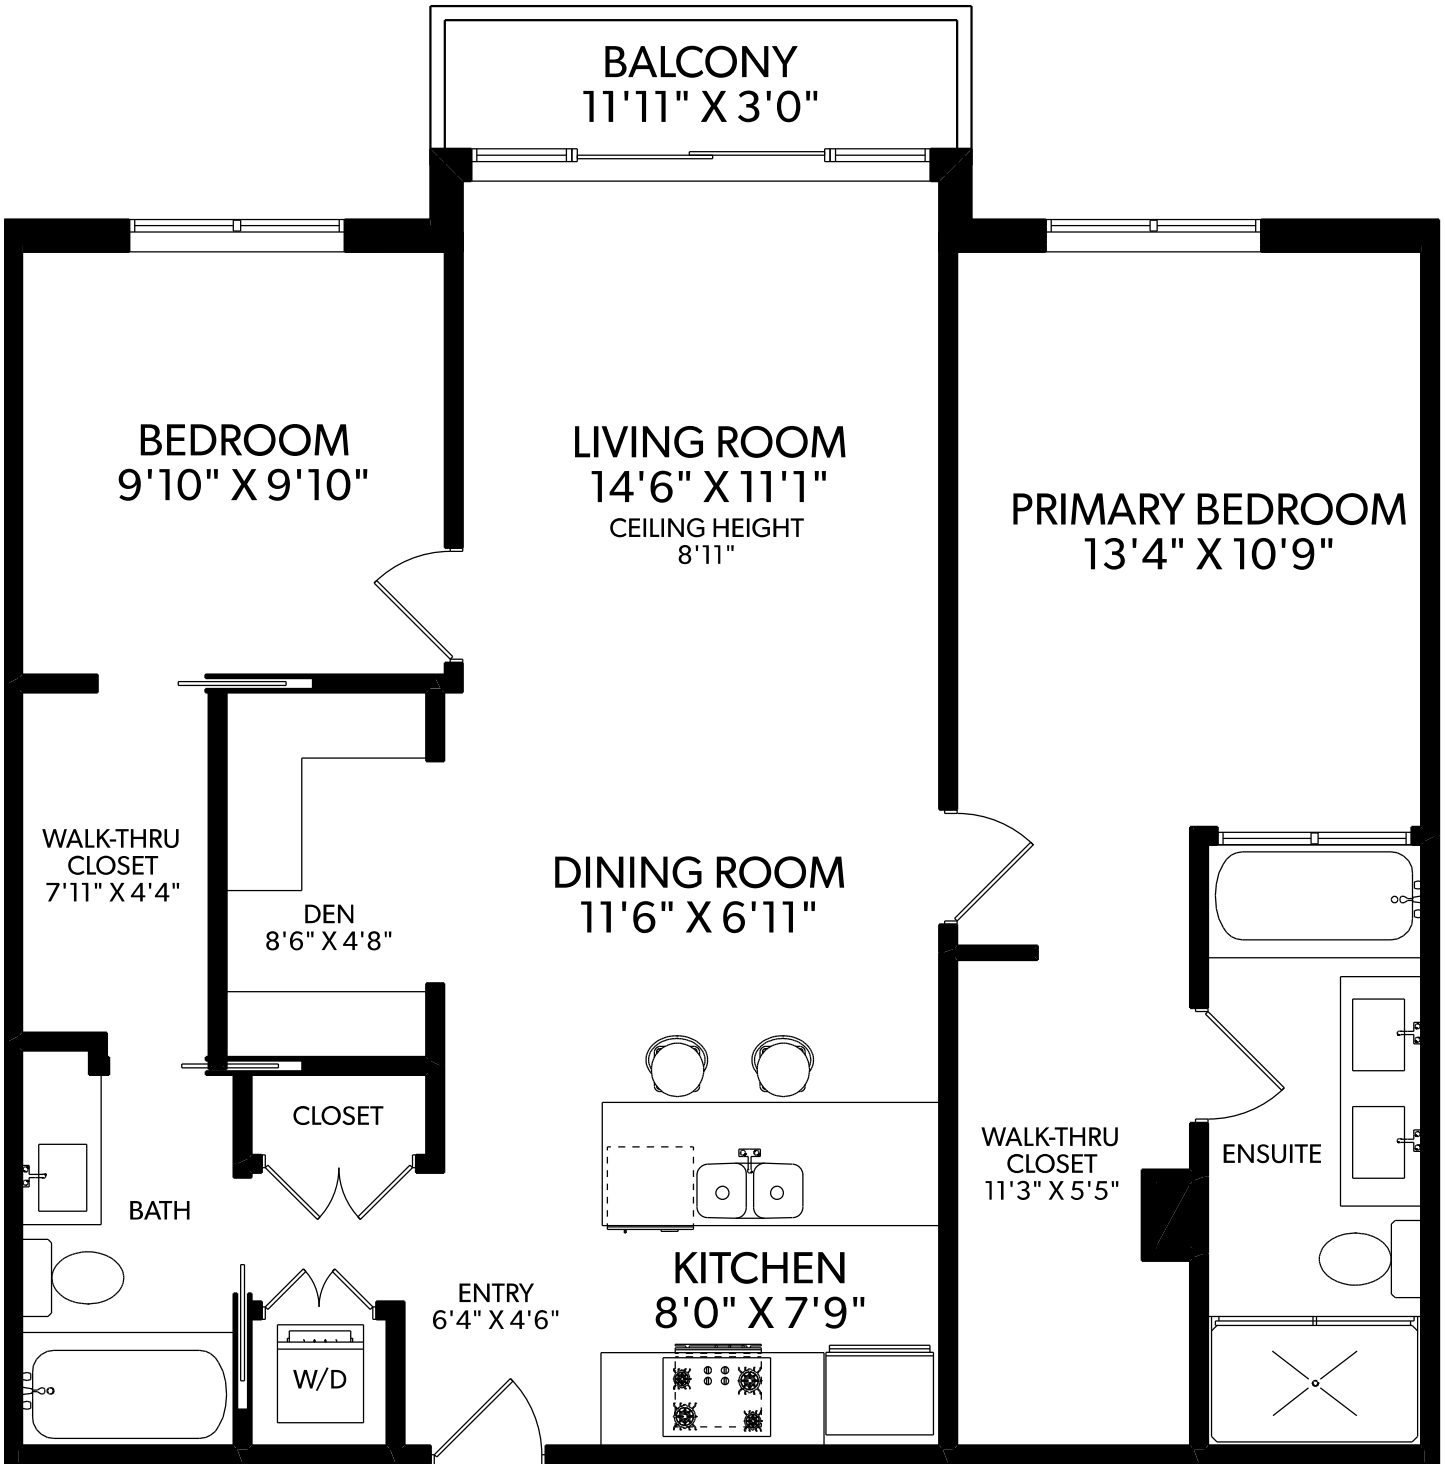 BALCONY
11'11" X 3'0"
BEDROOM
9'10" X 9'10"
LIVING ROOM
14'6" X 11'1"
CEILING HEIGHT
8'11"
PRIMARY BEDROOM
13'4" X 10'9"
WALK-THRU
CLOSET
7'11" X 4'4"
DEN
8'6" X 4'8"
DINING ROOM
11'6" X 6'11"
CLOSET
BATH
WALK-THRU
CLOSET
11'3" X 5'5"
ENSUITE
ENTRY
6'4" X 4'6"
KITCHEN
8'0" X 7'9"
W/D